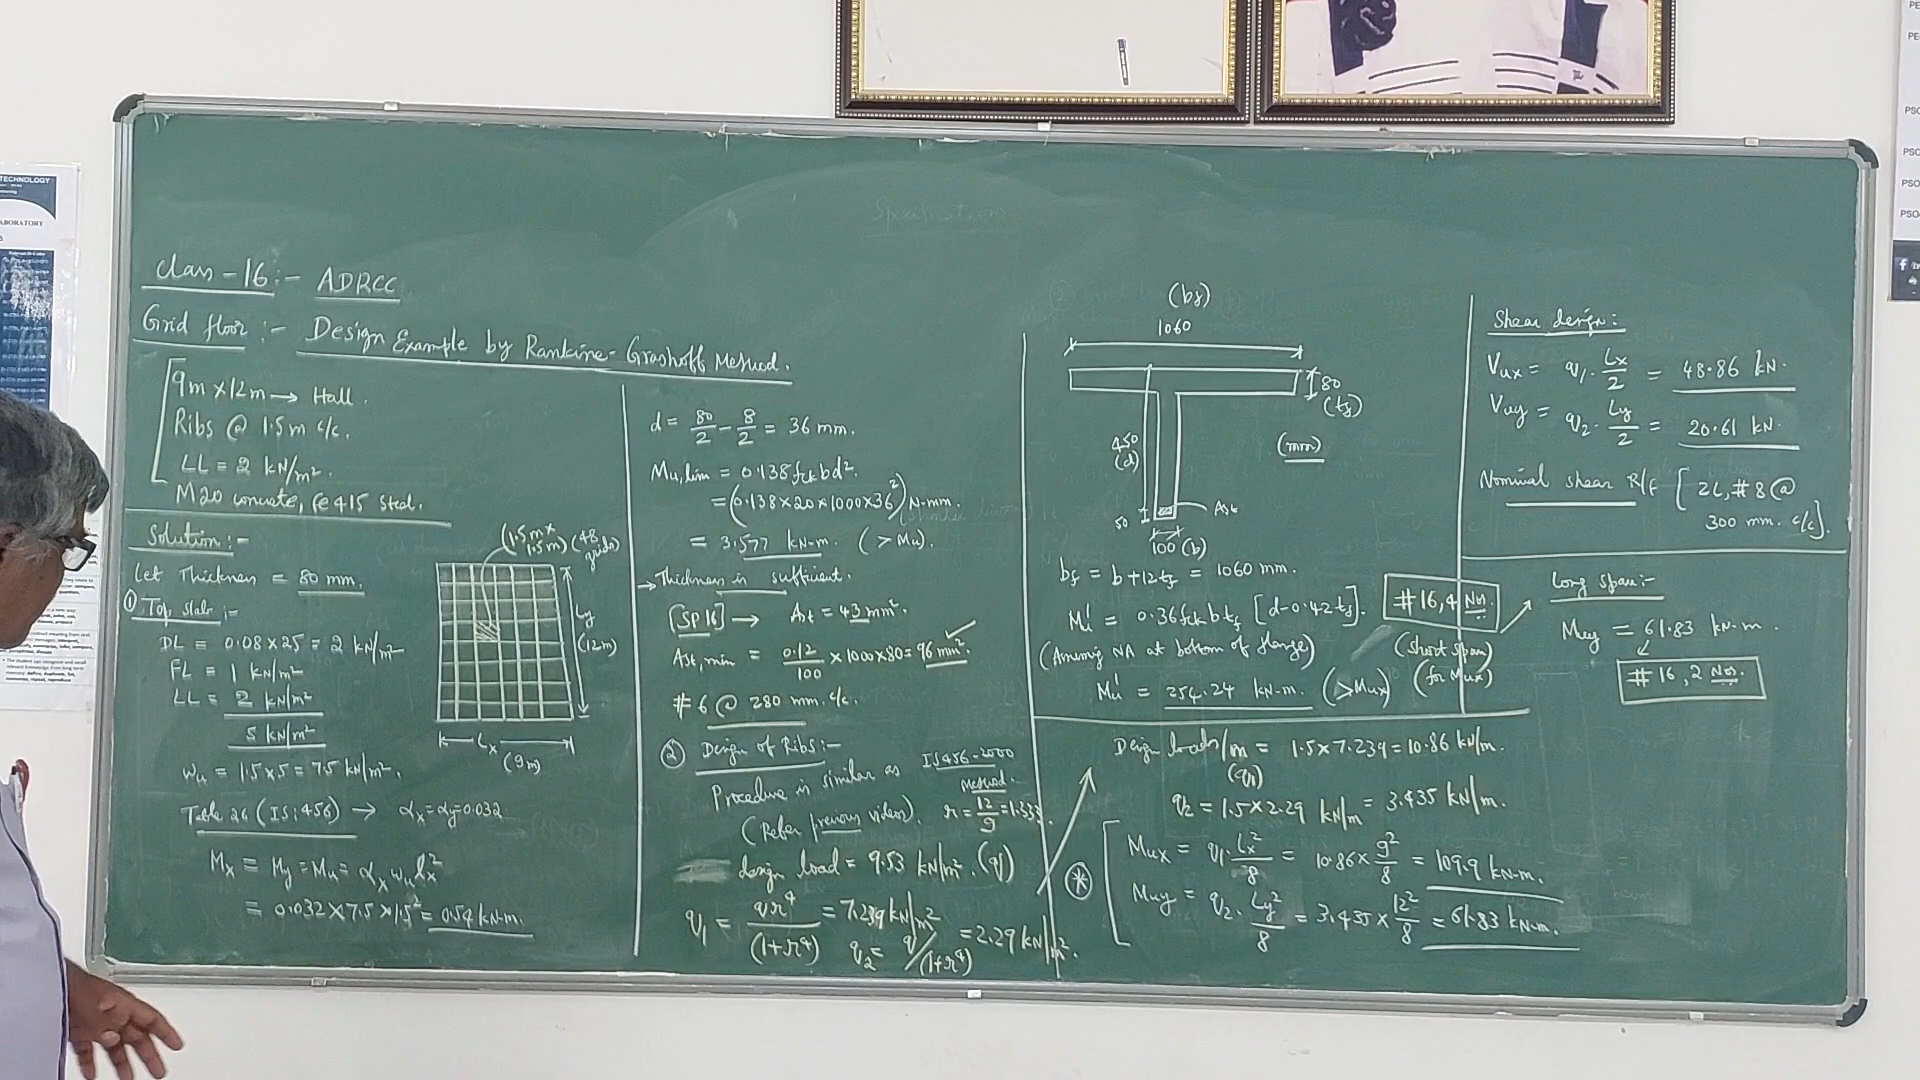 TECHNOLOGY
ABORATORY
Specification
Class - 16 :- ADRCC
Grid floor :- Design Example by Rankine - Grashoff Method.
9m x 12m → Hall.
Ribs @ 1.5m c/c.
LL = 2 kN/m².
M20 concrete, fe 415 steel.
Solution :-
Let Thickness = 80 mm.
① Top slab :-
DL = 0.08 x 25 = 2 kN/m²
FL = 1 kN/m²
LL = 2 kN/m²
5 kN/m²
Wu = 1.5 x 5 = 7.5 kN/m².
Table 26 (IS:456) → αx = αy = 0.032
Mx = My = Mu = αx wu lx²
= 0.032 x 7.5 x 1.5² = 0.54 kN-m.
(1.5m x 1.5m) (48 grids)
Ly (12m)
Lx
(9m)
d = 80/2 - 8/2 = 36 mm.
Mu,lim = 0.138 fck bd².
= (0.138 x 20 x 1000 x 36²) N-mm.
= 3.577 kN-m. (> Mu).
→ Thickness is sufficient.
[SP16] → Ast = 43 mm².
Ast,min = 0.12/100 x 1000 x 80 = 96 mm². ✓
# 6 @ 280 mm. c/c.
② Design of Ribs :-
Procedure is similar as IS456-2000 Method.
(Refer previous videos). r = 12/9 = 1.333.
design load = 9.53 kN/m². (q)
q1 = qr⁴/(1+r⁴) = 7.239 kN/m²
q2 = q/(1+r⁴) = 2.29 kN/m².
(bf)
1060
80
(tf)
450
(d)
(mm)
50
Ast
100 (b)
bf = b + 12tf = 1060 mm.
Mu' = 0.36 fck b tf [d - 0.42 tf].
(Assuming NA at bottom of flange)
Mu' = 254.24 kN-m. (> Mux)
# 16, 4 Nos.
(short span)
(for Mux)
Design loads/m = 1.5 x 7.239 = 10.86 kN/m.
(q1)
q2 = 1.5 x 2.29 kN/m = 3.435 kN/m.
* Mux = q1. Lx²/8 = 10.86 x 9²/8 = 109.9 kN-m.
Muy = q2. Ly²/8 = 3.435 x 12²/8 = 61.83 kN-m.
Shear design :
Vux = q1. Lx/2 = 48.86 kN.
Vuy = q2. Ly/2 = 20.61 kN.
Nominal shear R/f [2L, # 8 @
300 mm. c/c].
Long span :-
Muy = 61.83 kN-m.
# 16, 2 Nos.
PSO
PSO
PSO
PSO
f